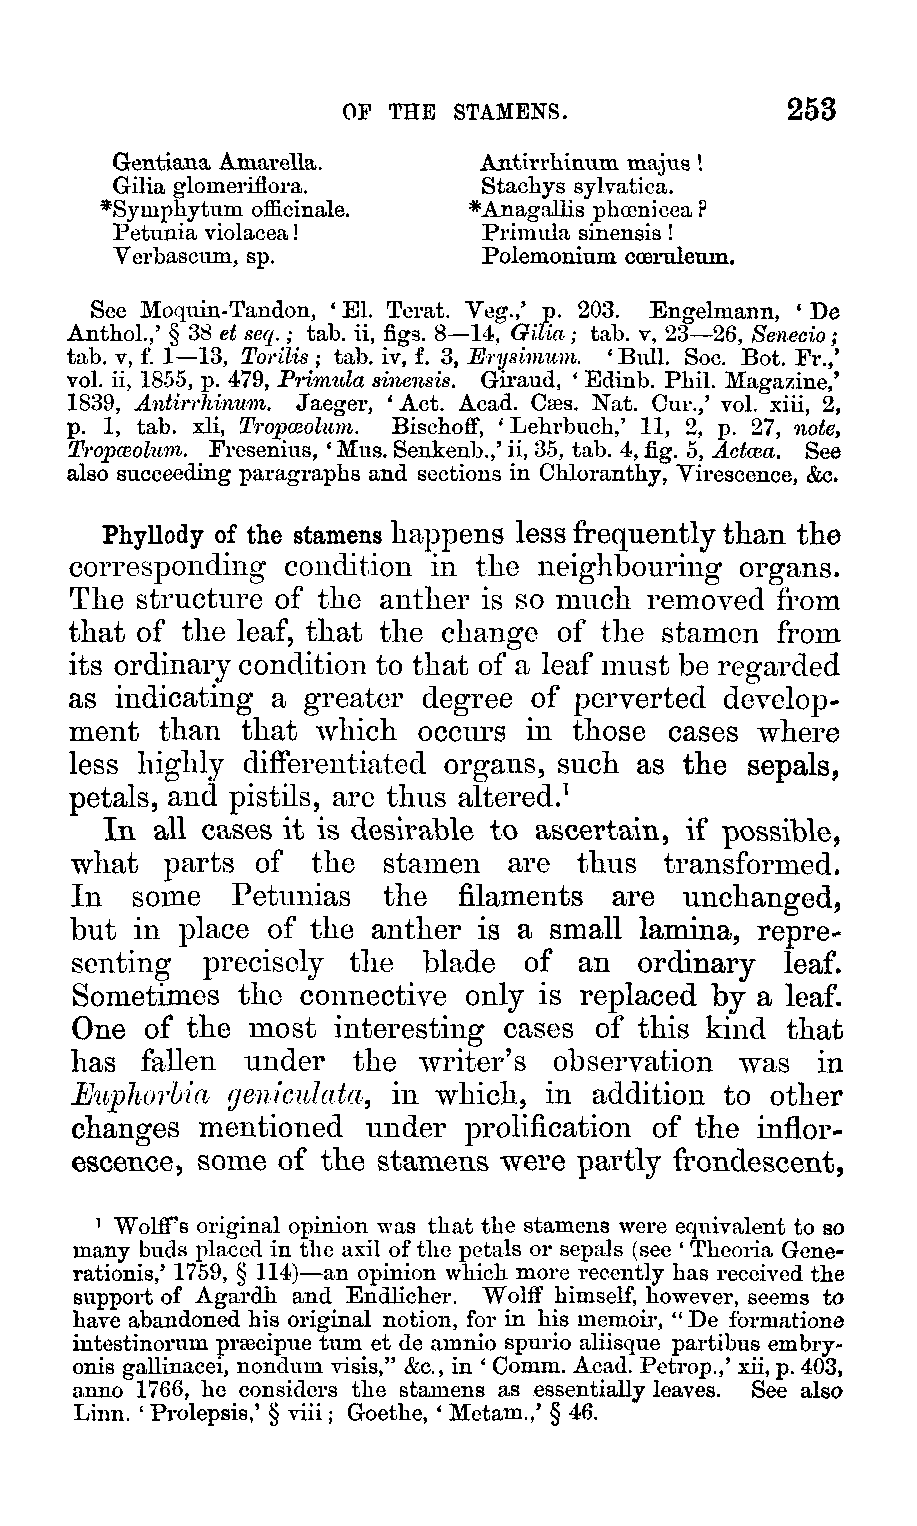 OF THE STAMENS. 253
Gentiana Amarella. Antirrhinum majus !
Gilia glomeriflora. Stachys sylvatica.
*Symphytum officinale. *Anagallis phœnicea ?
Petunia violacea ! Primula sinensis !
Verbascum, sp. Polemonium cœruleum.
See Moquin-Tandon, ‘ El. Terat. Veg.,’ p. 203. Engelmann, ‘ De
Anthol.,’ § 38 et seq. ; tab. ii, figs. 8—14, Gilia ; tab. v, 23—26, Senecio ;
tab. v, f. 1—13, Torilis ; tab. iv, f. 3, Erysimum. ‘ Bull. Soc. Bot. Fr.,’
vol. ii, 1855, p. 479, Primula sinensis. Giraud, ‘ Edinb. Phil. Magazine,’
1839, Antirrhinum. Jaeger, ‘ Act. Acad. Cæs. Nat. Cur.,’ vol. xiii, 2,
p. 1, tab. xli, Tropæolum. Bischoff, ‘ Lehrbuch,’ 11, 2, p. 27, note,
Tropæolum. Fresenius, ‘ Mus. Senkenb.,’ ii, 35, tab. 4, fig. 5, Actæa. See
also succeeding paragraphs and sections in Chloranthy, Virescence, &c.
Phyllody of the stamens happens less frequently than the
corresponding condition in the neighbouring organs.
The structure of the anther is so much removed from
that of the leaf, that the change of the stamen from
its ordinary condition to that of a leaf must be regarded
as indicating a greater degree of perverted develop-
ment than that which occurs in those cases where
less highly differentiated organs, such as the sepals,
petals, and pistils, are thus altered.¹
In all cases it is desirable to ascertain, if possible,
what parts of the stamen are thus transformed.
In some Petunias the filaments are unchanged,
but in place of the anther is a small lamina, repre-
senting precisely the blade of an ordinary leaf.
Sometimes the connective only is replaced by a leaf.
One of the most interesting cases of this kind that
has fallen under the writer’s observation was in
Euphorbia geniculata, in which, in addition to other
changes mentioned under prolification of the inflor-
escence, some of the stamens were partly frondescent,
¹ Wolff’s original opinion was that the stamens were equivalent to so
many buds placed in the axil of the petals or sepals (see ‘ Theoria Gene-
rationis,’ 1759, § 114)—an opinion which more recently has received the
support of Agardh and Endlicher. Wolff himself, however, seems to
have abandoned his original notion, for in his memoir, “ De formatione
intestinorum præcipue tum et de amnio spurio aliisque partibus embry-
onis gallinacei, nondum visis,” &c., in ‘ Comm. Acad. Petrop.,’ xii, p. 403,
anno 1766, he considers the stamens as essentially leaves. See also
Linn. ‘ Prolepsis,’ § viii ; Goethe, ‘ Metam.,’ § 46.